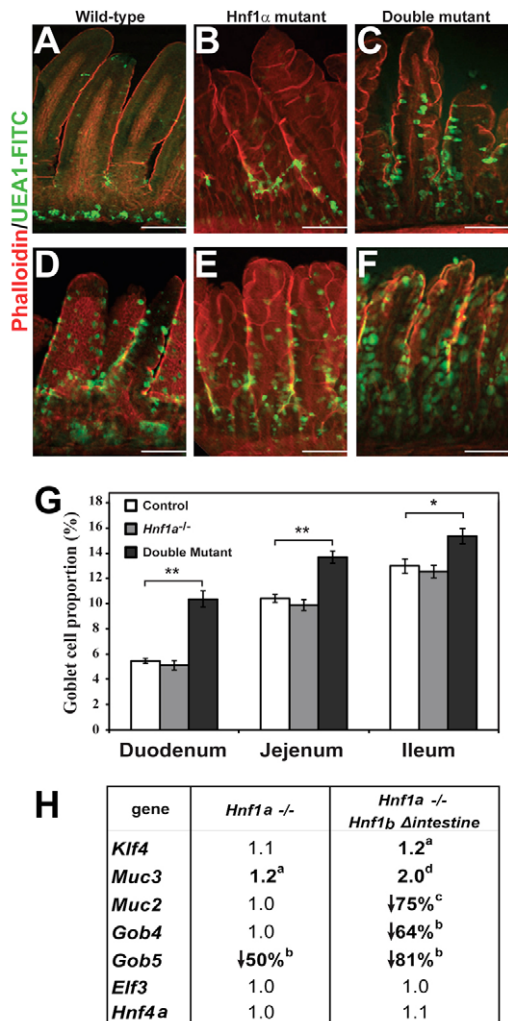 Wild-type Hnf1α mutant Double mutant
Phalloidin/UEA1-FITC
A B C
D E F
G
Goblet cell proportion (%)
18
16
14
12
10
8
6
4
2
0
Control
Hnf1a-/-
Double Mutant
** ** *
Duodenum Jejenum Ileum
H
gene Hnf1a -/- Hnf1a -/- Hnf1b Δintestine
Klf4 1.1 1.2a
Muc3 1.2a 2.0d
Muc2 1.0 ↓75%c
Gob4 1.0 ↓64%b
Gob5 ↓50%b ↓81%b
Elf3 1.0 1.0
Hnf4a 1.0 1.1